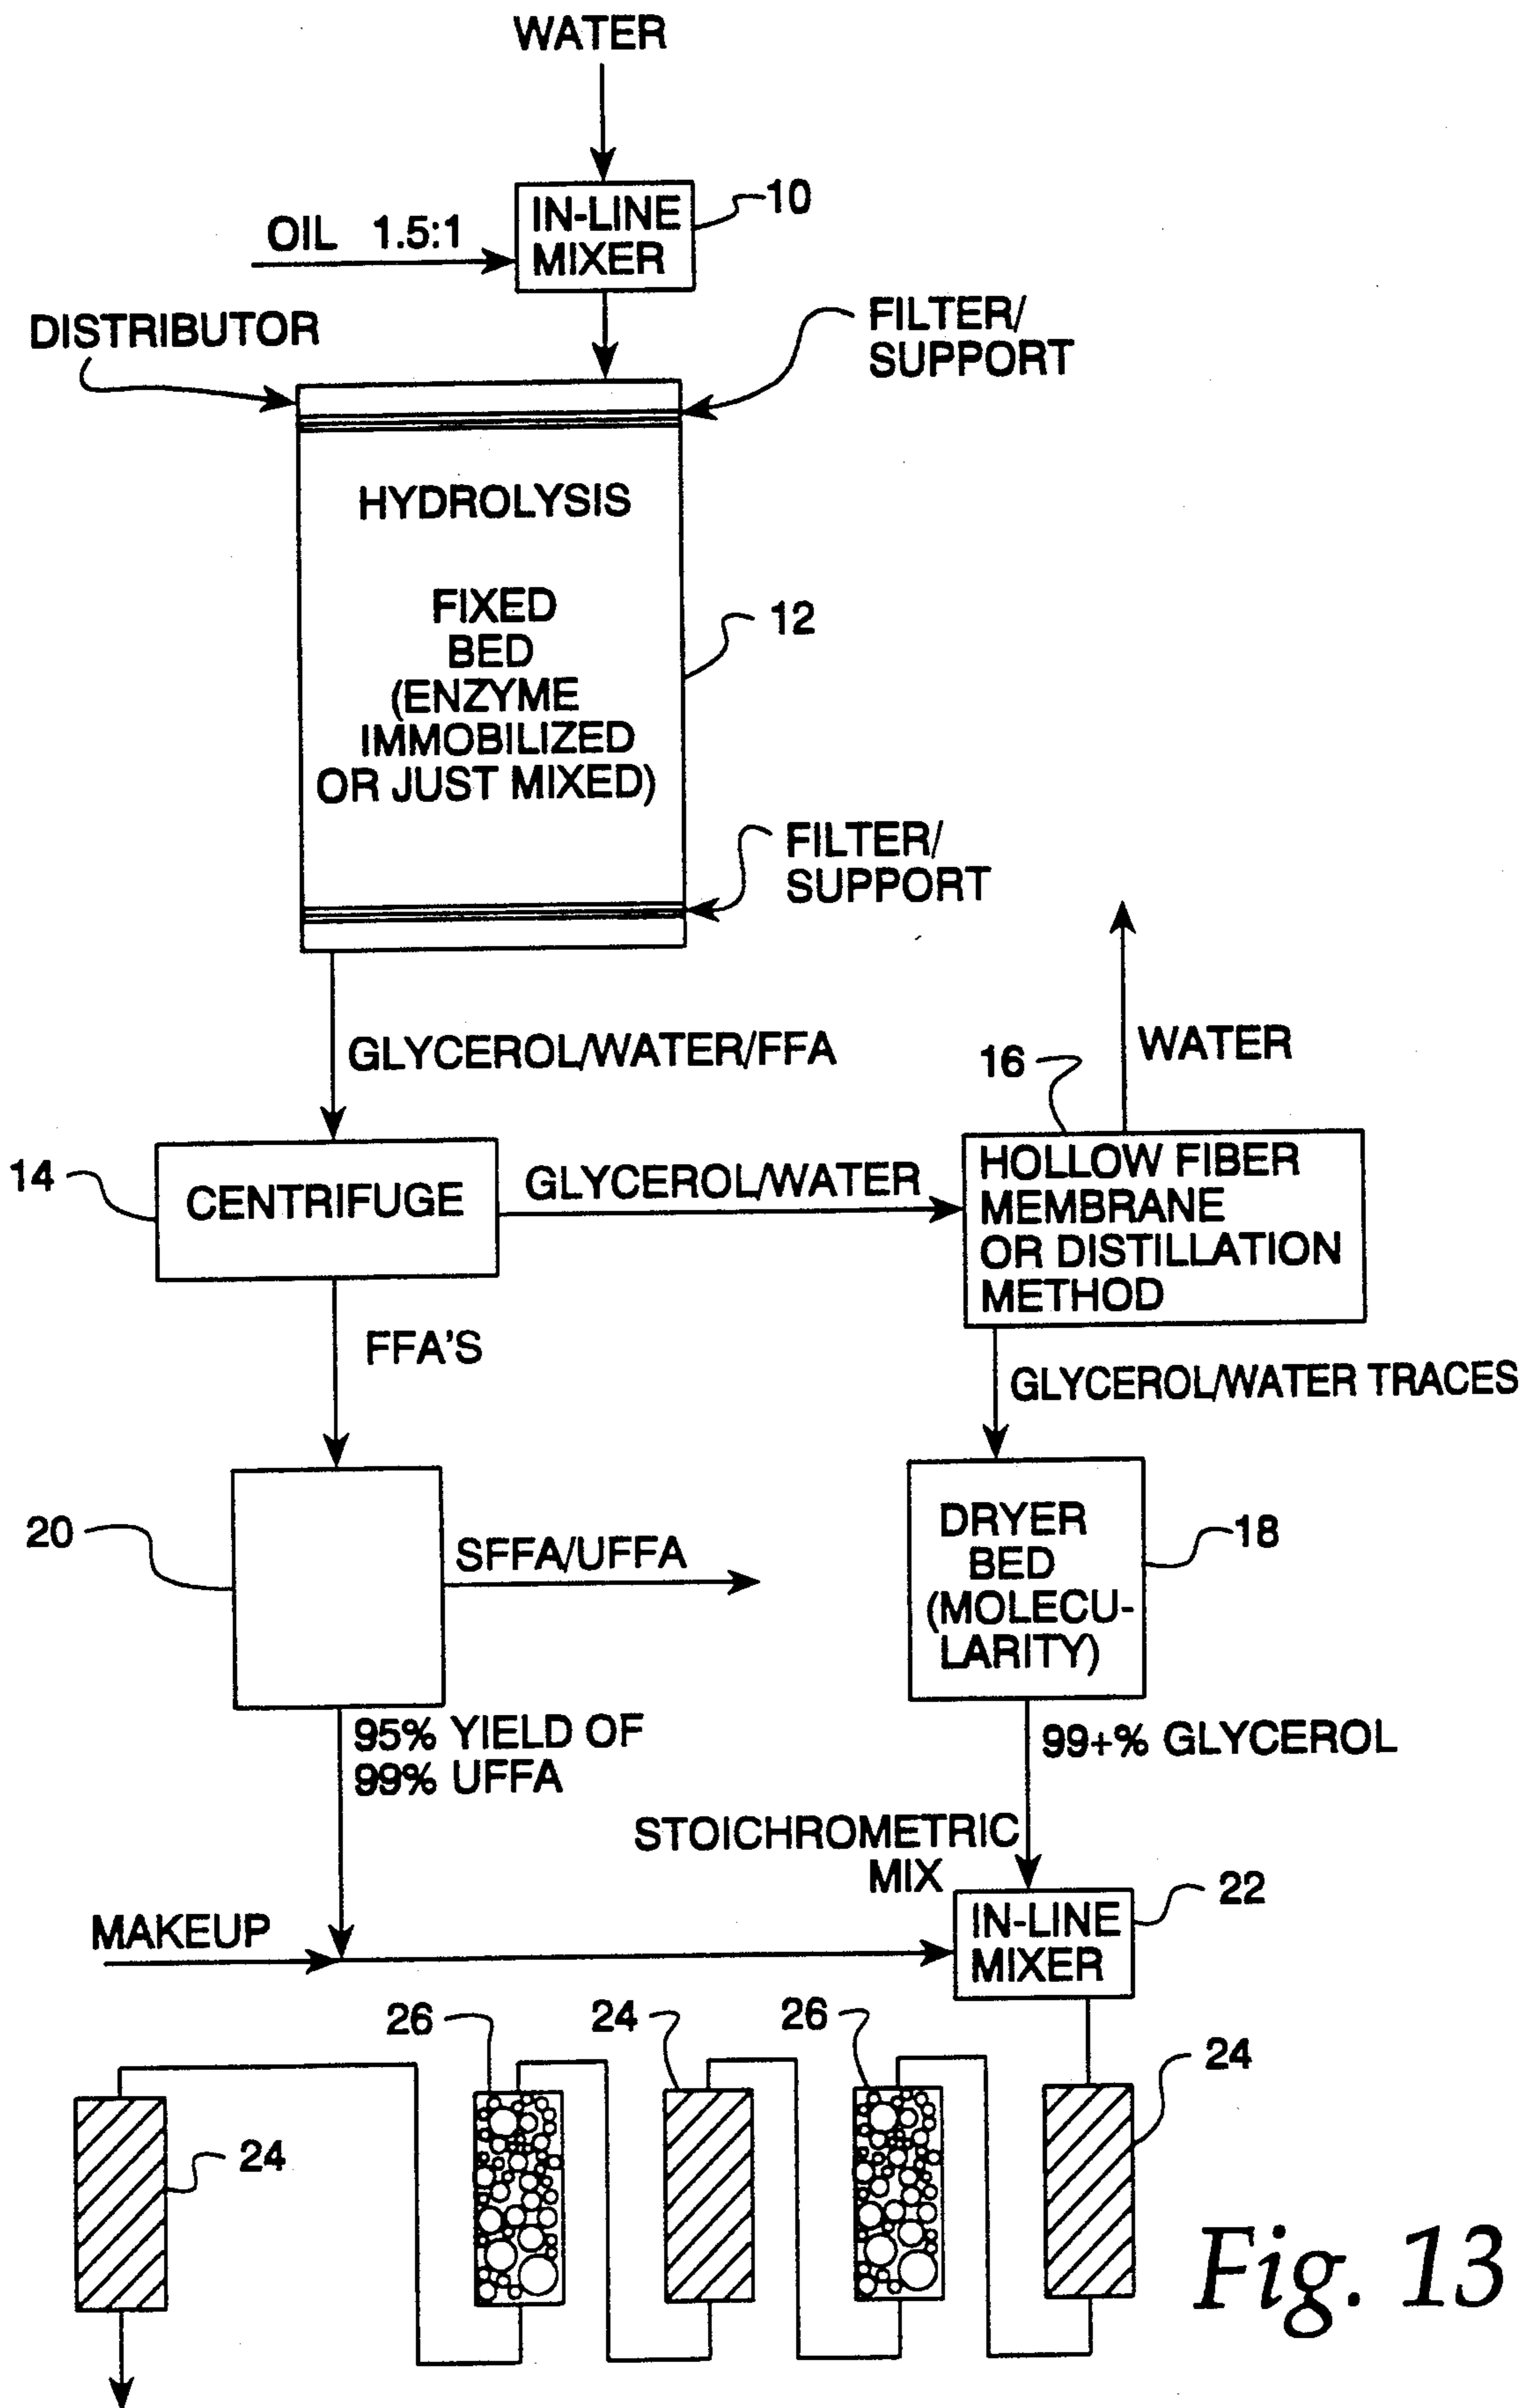 WATER
10
IN-LINE
MIXER
OIL 1.5:1
DISTRIBUTOR
FILTER/
SUPPORT
HYDROLYSIS
FIXED
BED
(ENZYME
IMMOBILIZED
OR JUST MIXED)
12
FILTER/
SUPPORT
GLYCEROL/WATER/FFA
WATER
16
14
CENTRIFUGE
GLYCEROL/WATER
HOLLOW FIBER
MEMBRANE
OR DISTILLATION
METHOD
FFA'S
GLYCEROL/WATER TRACES
20
SFFA/UFFA
DRYER
BED
(MOLECU-
LARITY)
18
95% YIELD OF
99% UFFA
99+% GLYCEROL
STOICHROMETRIC
MIX
22
IN-LINE
MIXER
MAKEUP
26
24
26
24
24
Fig. 13